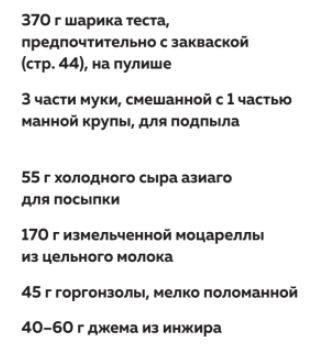 370 г шарика теста,
предпочтительно с закваской
(стр. 44), на пулише
3 части муки, смешанной с 1 частью
манной крупы, для подпыла
55 г холодного сыра азиаго
для посыпки
170 г измельченной моцареллы
из цельного молока
45 г горгонзолы, мелко поломанной
40–60 г джема из инжира